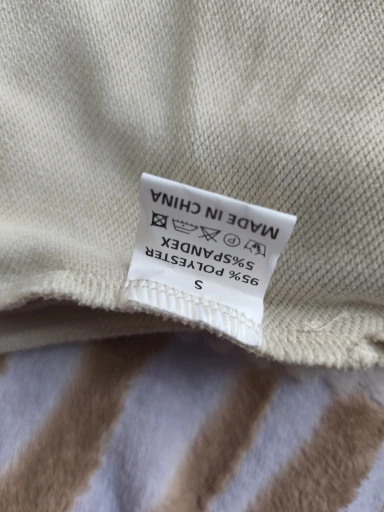 S
95% POLYESTER
5%SPANDEX
MADE IN CHINA